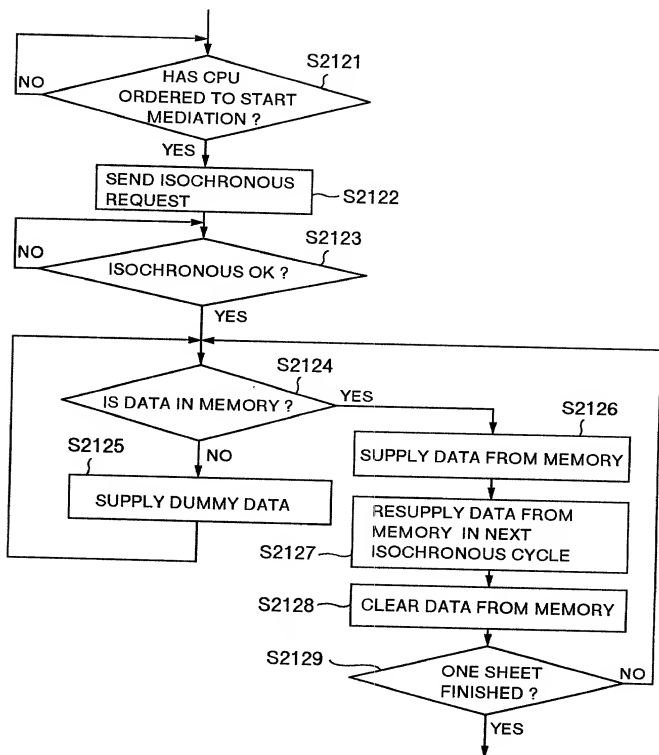 S2121
HAS CPU
ORDERED TO START
MEDIATION ?
NO
YES
SEND ISOCHRONOUS
REQUEST
S2122
S2123
NO
ISOCHRONOUS OK ?
YES
S2124
IS DATA IN MEMORY ?
YES
NO
S2125
SUPPLY DUMMY DATA
S2126
SUPPLY DATA FROM MEMORY
RESUPPLY DATA FROM
MEMORY IN NEXT
ISOCHRONOUS CYCLE
S2127
S2128
CLEAR DATA FROM MEMORY
S2129
ONE SHEET
FINISHED ?
NO
YES